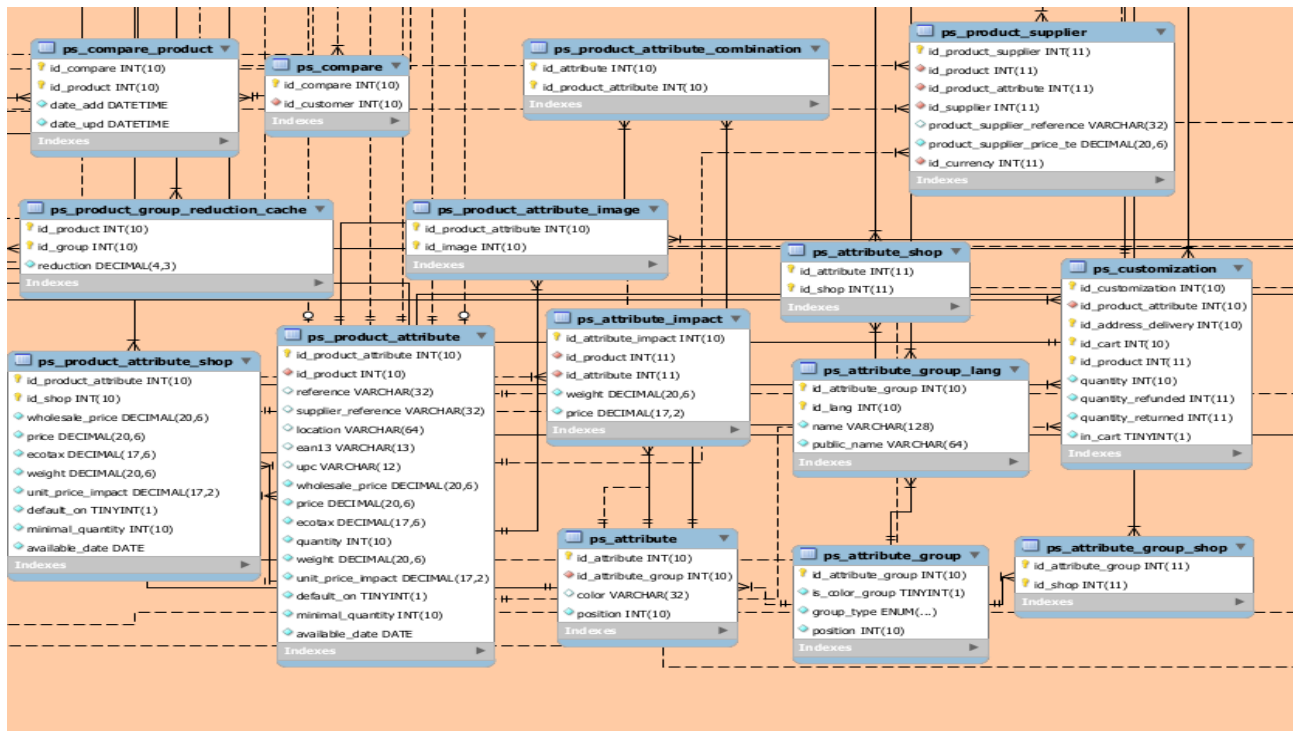 ps_compare_product
id_compare INT(10)
id_product INT(10)
date_add DATETIME
date_upd DATETIME
Indexes
ps_compare
id_compare INT(10)
id_customer INT(10)
Indexes
ps_product_attribute_combination
id_attribute INT(10)
id_product_attribute INT(10)
Indexes
ps_product_supplier
id_product_supplier INT(11)
id_product INT(11)
id_product_attribute INT(11)
id_supplier INT(11)
product_supplier_reference VARCHAR(32)
product_supplier_price_te DECIMAL(20,6)
id_currency INT(11)
Indexes
ps_product_group_reduction_cache
id_product INT(10)
id_group INT(10)
reduction DECIMAL(4,3)
Indexes
ps_product_attribute_image
id_product_attribute INT(10)
id_image INT(10)
Indexes
ps_attribute_shop
id_attribute INT(11)
id_shop INT(11)
Indexes
ps_customization
id_customization INT(10)
id_product_attribute INT(10)
id_address_delivery INT(10)
id_cart INT(10)
id_product INT(11)
quantity INT(10)
quantity_refunded INT(11)
quantity_returned INT(11)
in_cart TINYINT(1)
Indexes
ps_product_attribute_shop
id_product_attribute INT(10)
id_shop INT(10)
wholesale_price DECIMAL(20,6)
price DECIMAL(20,6)
ecotax DECIMAL(17,6)
weight DECIMAL(20,6)
unit_price_impact DECIMAL(17,2)
default_on TINYINT(1)
minimal_quantity INT(10)
available_date DATE
Indexes
ps_product_attribute
id_product_attribute INT(10)
id_product INT(10)
reference VARCHAR(32)
supplier_reference VARCHAR(32)
location VARCHAR(64)
ean13 VARCHAR(13)
upc VARCHAR(12)
wholesale_price DECIMAL(20,6)
price DECIMAL(20,6)
ecotax DECIMAL(17,6)
quantity INT(10)
weight DECIMAL(20,6)
unit_price_impact DECIMAL(17,2)
default_on TINYINT(1)
minimal_quantity INT(10)
available_date DATE
Indexes
ps_attribute_impact
id_attribute_impact INT(10)
id_product INT(11)
id_attribute INT(11)
weight DECIMAL(20,6)
price DECIMAL(17,2)
Indexes
ps_attribute_group_lang
id_attribute_group INT(10)
id_lang INT(10)
name VARCHAR(128)
public_name VARCHAR(64)
Indexes
ps_attribute
id_attribute INT(10)
id_attribute_group INT(10)
color VARCHAR(32)
position INT(10)
Indexes
ps_attribute_group
id_attribute_group INT(10)
is_color_group TINYINT(1)
group_type ENUM(...)
position INT(10)
Indexes
ps_attribute_group_shop
id_attribute_group INT(11)
id_shop INT(11)
Indexes